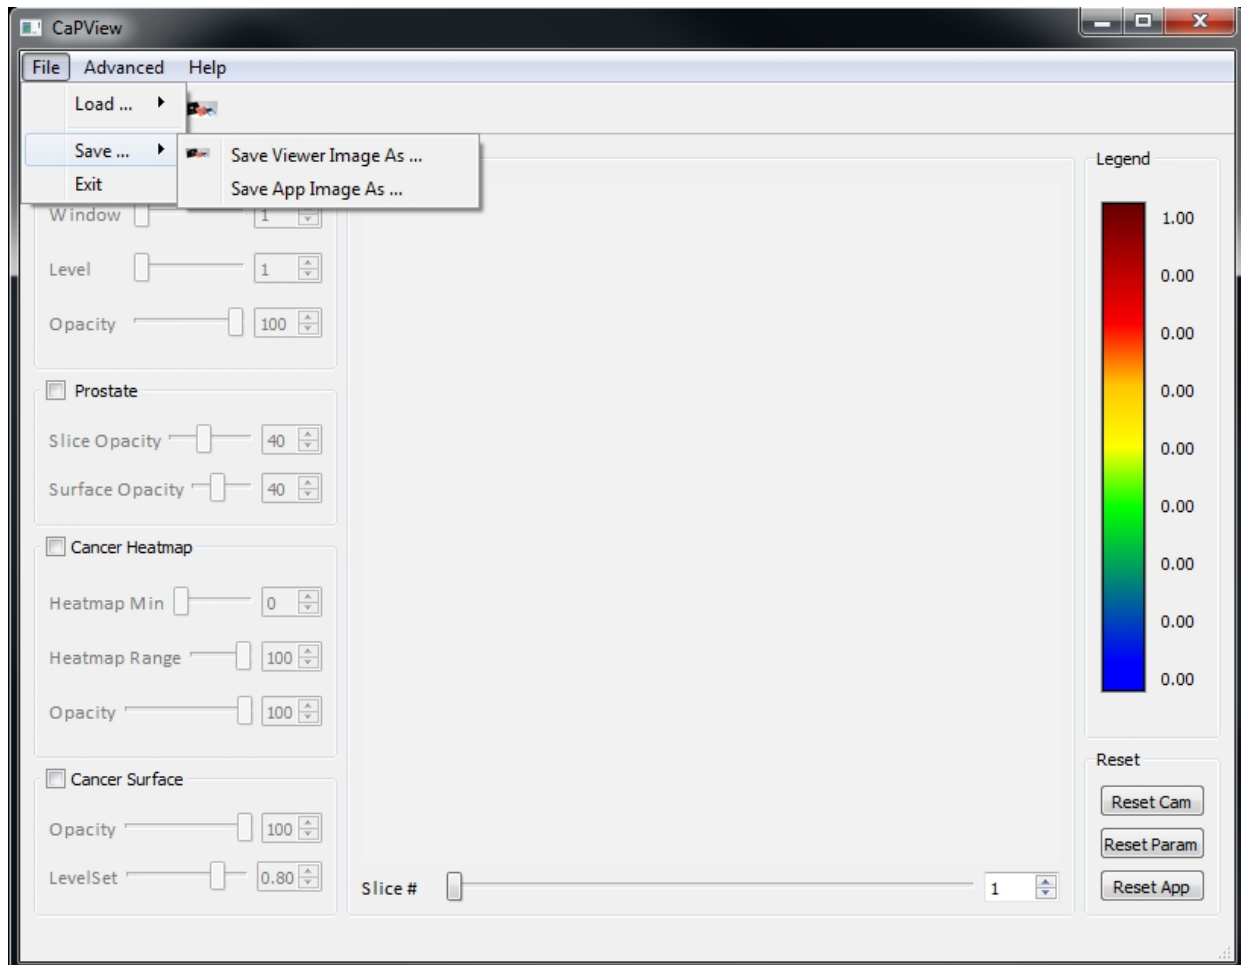 CaPView
File Advanced Help
Load ...
Save ...
Save Viewer Image As ...
Exit
Save App Image As ...
Window 1
Level 1
Opacity 100
Prostate
Slice Opacity 40
Surface Opacity 40
Cancer Heatmap
Heatmap Min 0
Heatmap Range 100
Opacity 100
Cancer Surface
Opacity 100
LevelSet 0.80
Slice # 1
Legend
1.00
0.00
0.00
0.00
0.00
0.00
0.00
0.00
0.00
Reset
Reset Cam
Reset Param
Reset App